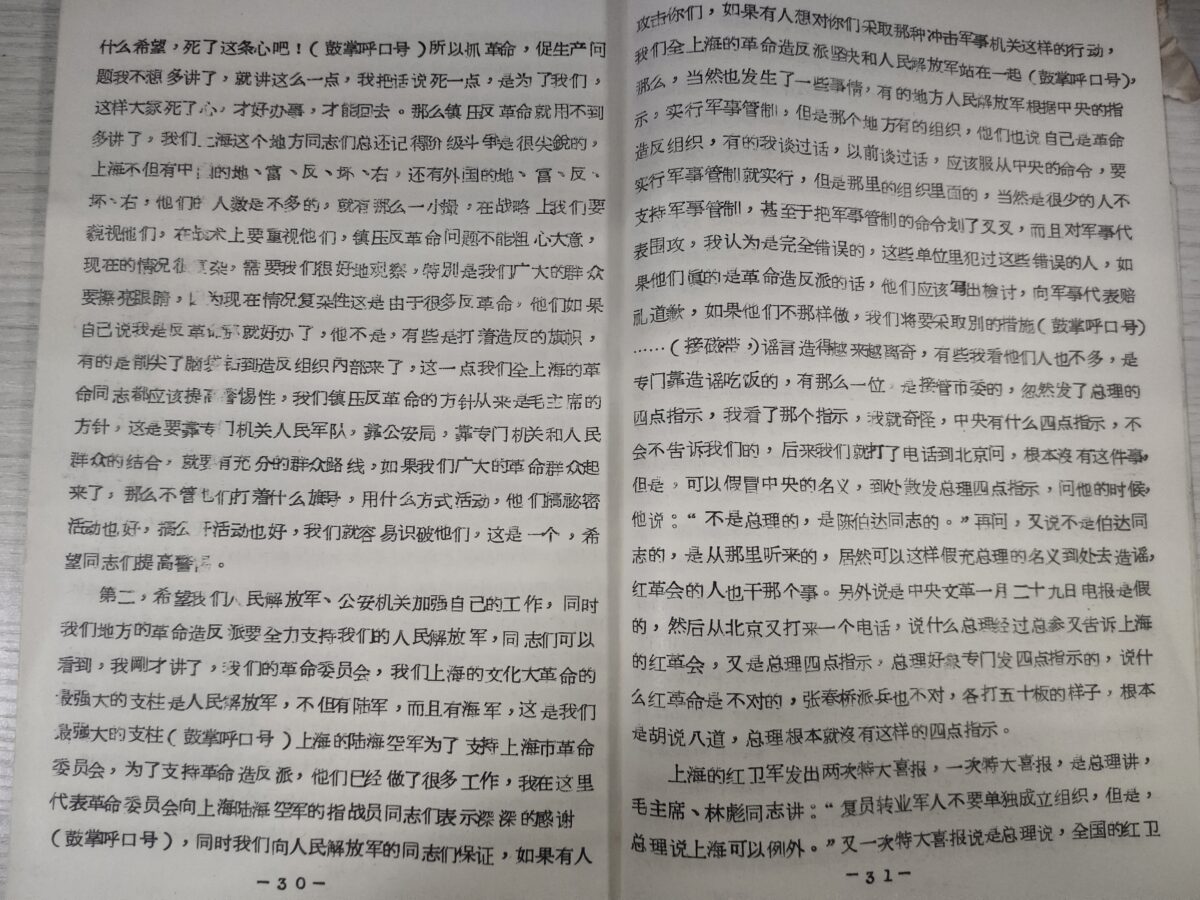 什么希望，死了这条心吧！（鼓掌呼口号）所以抓革命，促生产问
题我不想多讲了，就讲这么一点，我把话说死一点，是为了我们，
这样大家死了心，才好办事，才能回去。那么镇压反革命就用不到
多讲了，我们上海这个地方同志们总还记得阶级斗争是很尖銳的，
上海不但有中国的地、富、反、坏、右，还有外国的地、富、反、
坏、右，他们的人数是不多的，就有那么一小撮，在战略上我们要
藐视他们，在战术上要重视他们，镇压反革命问题不能粗心大意，
现在的情况很复杂，需要我们很好地观察，特別是我们广大的群众
要擦亮眼睛，因为现在情况复杂性这是由于很多反革命，他们如果
自己说我是反革命那就好办了，他不是，有些是打着造反的旗帜，
有的是削尖了脑袋钻到造反组织內部来了，这一点我们全上海的革
命同志都应该提高警惕性，我们镇压反革命的方针从来是毛主席的
方针，这是要靠专门机关人民军队，靠公安局，靠专门机关和人民
群众的结合，就要有充分的群众路线，如果我们广大的革命群众起
来了，那么不管他们打着什么旗号，用什么方式活动，他们搞祕密
活动也好，搞公开活动也好，我们就容易识破他们，这是一个，希
望同志们提高警惕。
第二，希望我们人民解放军、公安机关加强自己的工作，同时
我们地方的革命造反派要全力支持我们的人民解放军，同志们可以
看到，我剛才讲了，我们的革命委员会，我们上海的文化大革命的
最強大的支柱是人民解放军，不但有陆军，而且有海军，这是我们
最強大的支柱（鼓掌呼口号）上海的陆海空军为了支持上海市革命
委员会，为了支持革命造反派，他们已经做了很多工作，我在这里
代表革命委员会向上海陆海空军的指战员同志们表示深深的感谢
（鼓掌呼口号），同时我们向人民解放军的同志们保证，如果有人
－30－
攻击你们，如果有人想对你们采取那种冲击军事机关这样的行动，
我们全上海的革命造反派坚决和人民解放军站在一起（鼓掌呼口号），
那么，当然也发生了一些事情，有的地方人民解放军根据中央的指
示，实行军事管制，但是那个地方有的组织，他们也说自己是革命
造反组织，有的我谈过话，以前谈过话，应该服从中央的命令，要
实行军事管制就实行，但是那里的组织里面的，当然是很少的人不
支持军事管制，甚至于把军事管制的命令划了叉叉，而且对军事代
表围攻，我认为是完全错误的，这些单位里犯过这些错误的人，如
果他们眞的是革命造反派的话，他们应该写出檢讨，向军事代表赔
礼道歉，如果他们不那样做，我们将要采取別的措施（鼓掌呼口号）
……（接磁带，）谣言造得越来越离奇，有些我看他们人也不多，是
专门靠造谣吃饭的，有那么一位，是接管市委的，忽然发了总理的
四点指示，我看了那个指示，我就奇怪，中央有什么四点指示，不
会不告诉我们的，后来我们就打了电话到北京问，根本沒有这件事，
但是，可以假冒中央的名义，到处散发总理四点指示，问他的时候，
他说：“不是总理的，是陈伯达同志的。”再问，又说不是伯达同
志的，是从那里听来的，居然可以这样假充总理的名义到处去造谣，
红革会的人也干那个事。另外说是中央文革一月二十九日电报是假
的，然后从北京又打来一个电话，说什么总理经过总参又告诉上海
的红革会，又是总理四点指示，总理好象专门发四点指示的，说什
么红革命是不对的，张春桥派兵也不对，各打五十板的样子，根本
是胡说八道，总理根本就沒有这样的四点指示。
上海的红卫军发出两次特大喜报，一次特大喜报，是总理讲，
毛主席、林彪同志讲：“复员转业军人不要单独成立组织，但是，
总理说上海可以例外。”又一次特大喜报说是总理说，全国的红卫
－31－